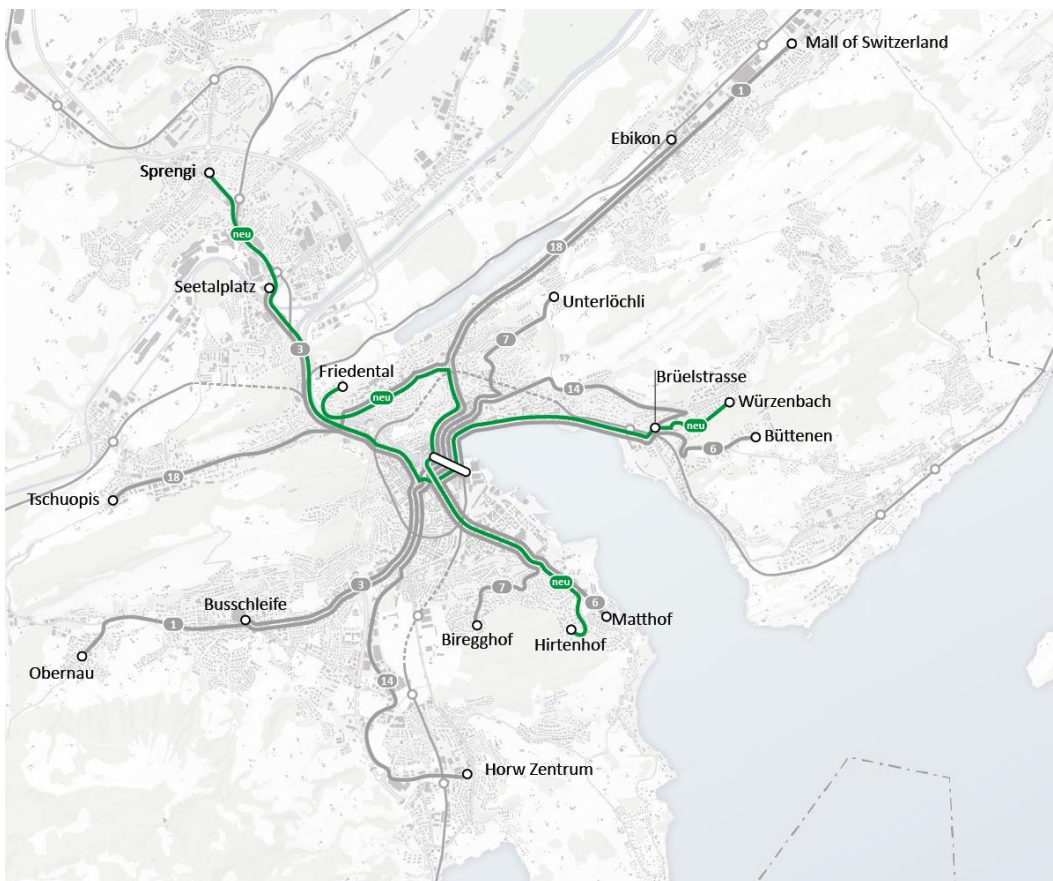 Mall of Switzerland
1
Ebikon
Sprengi
neu
18
Seetalplatz
Unterlöchli
7
3
Friedental
Brüelstrasse
14
neu
Würzenbach
neu
Büttenen
6
18
Tschuopis
3
neu
7
6
Busschleife
1
Matthof
Biregghof
Hirtenhof
Obernau
14
Horw Zentrum